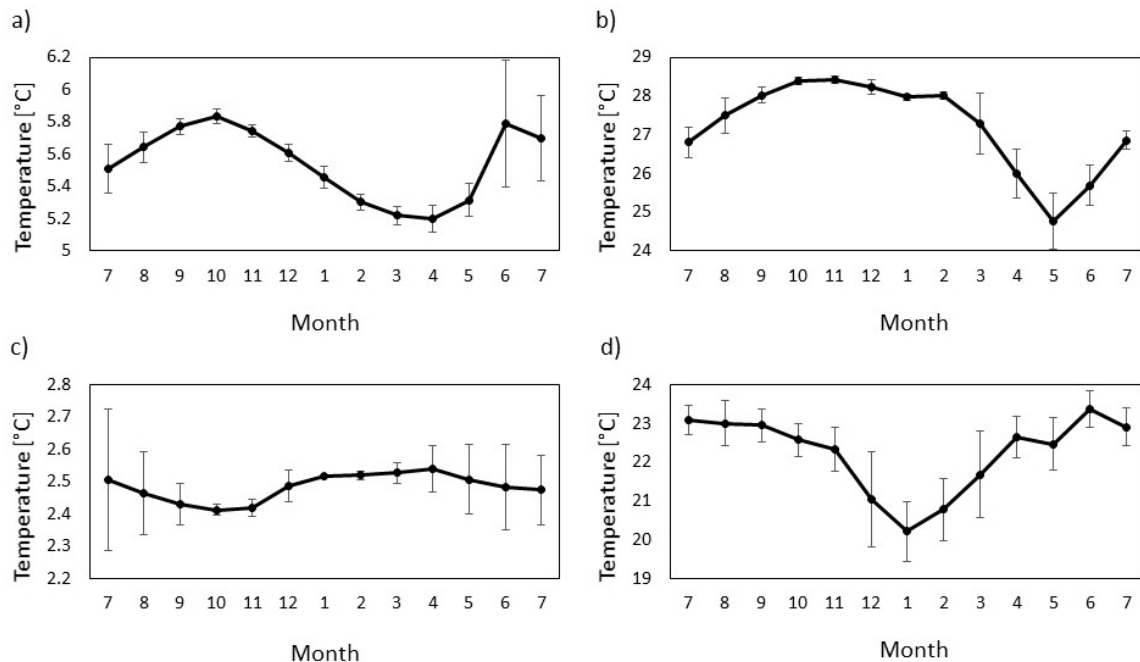 a)
6.2
6
5.8
5.6
5.4
5.2
5
Temperature [°C]
7 8 9 10 11 12 1 2 3 4 5 6 7
Month
b)
29
28
27
26
25
24
Temperature [°C]
7 8 9 10 11 12 1 2 3 4 5 6 7
Month
c)
2.8
2.7
2.6
2.5
2.4
2.3
2.2
Temperature [°C]
7 8 9 10 11 12 1 2 3 4 5 6 7
Month
d)
24
23
22
21
20
19
Temperature [°C]
7 8 9 10 11 12 1 2 3 4 5 6 7
Month